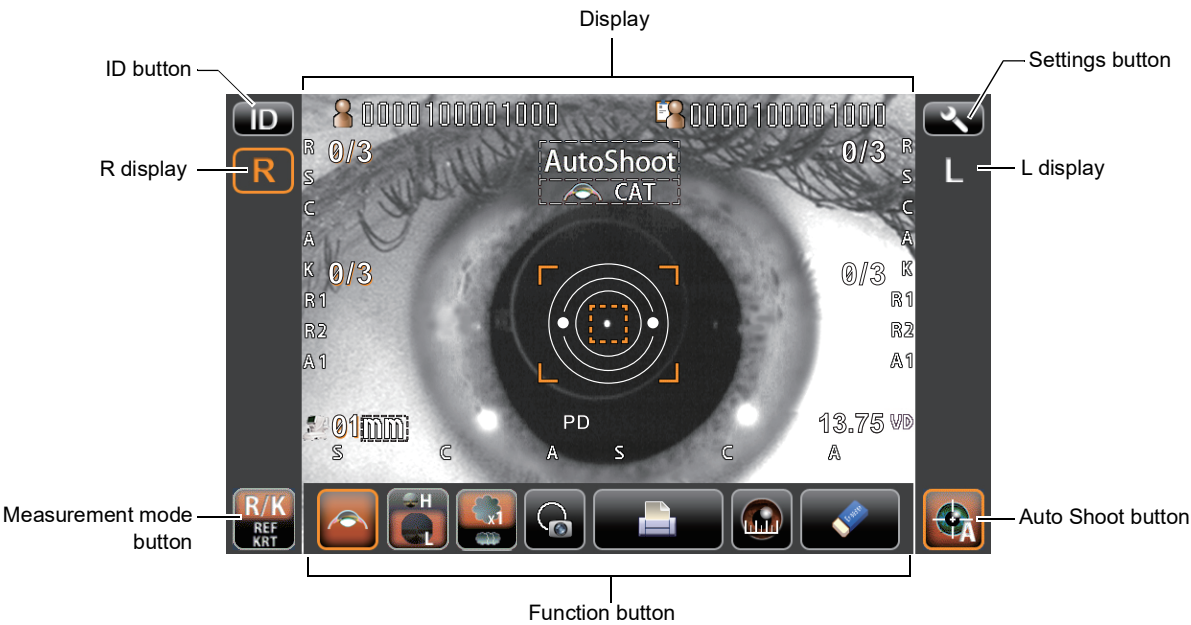 Display
ID button
Settings button
ID
0000100001000
0000100001000
R display
R
R
0/3
AutoShoot
0/3
R
L
L display
S
CAT
S
C
C
A
A
K
0/3
0/3
K
R1
R1
R2
R2
A1
A1
01mm
PD
13.75 VD
S
C
A
S
C
A
Measurement mode
button
R/K
REF
KRT
H
L
x1
A
Auto Shoot button
Function button